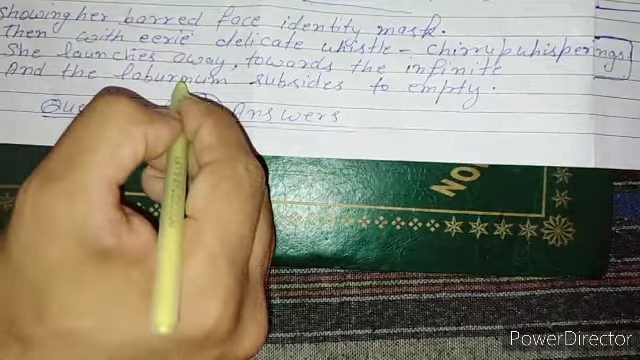 showing her barred face identity mask.
Then with eerie delicate whistle - chirrup whisperings
She launches away, towards the infinite
And the laburnum subsides to empty.
Answers
PowerDirector